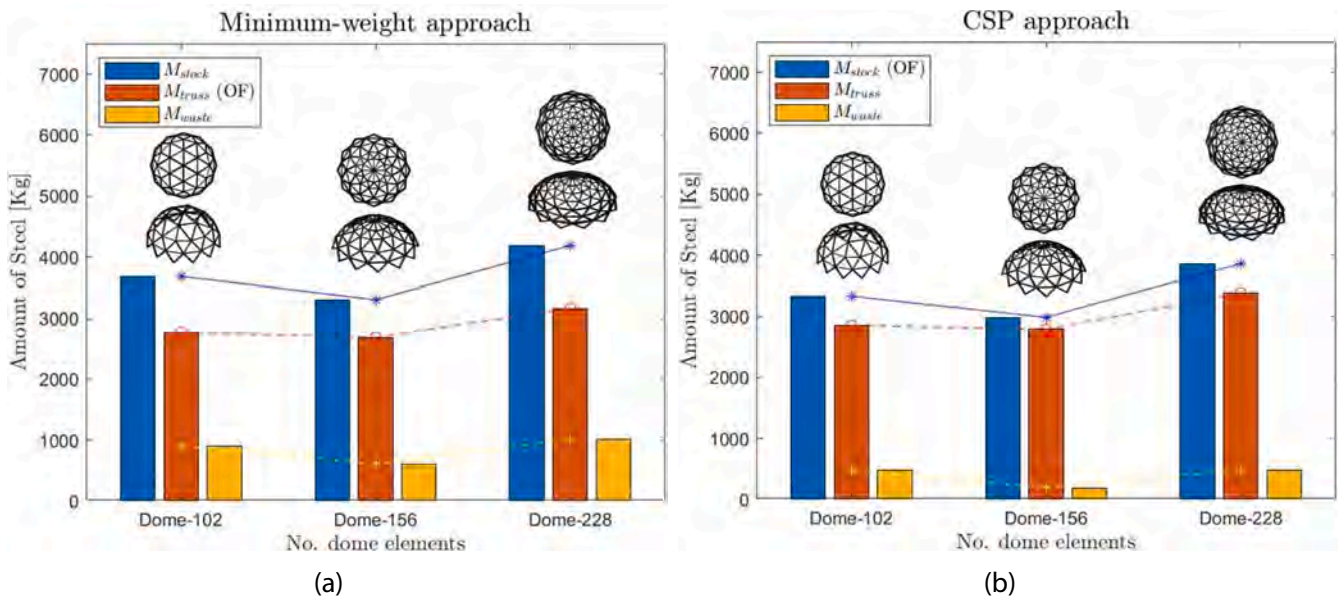 Minimum-weight approach
M_stock
M_truss (OF)
M_waste
7000
6000
5000
4000
3000
2000
1000
0
Amount of Steel [Kg]
Dome-102
Dome-156
Dome-228
No. dome elements
(a)
CSP approach
M_stock (OF)
M_truss
M_waste
7000
6000
5000
4000
3000
2000
1000
0
Amount of Steel [Kg]
Dome-102
Dome-156
Dome-228
No. dome elements
(b)